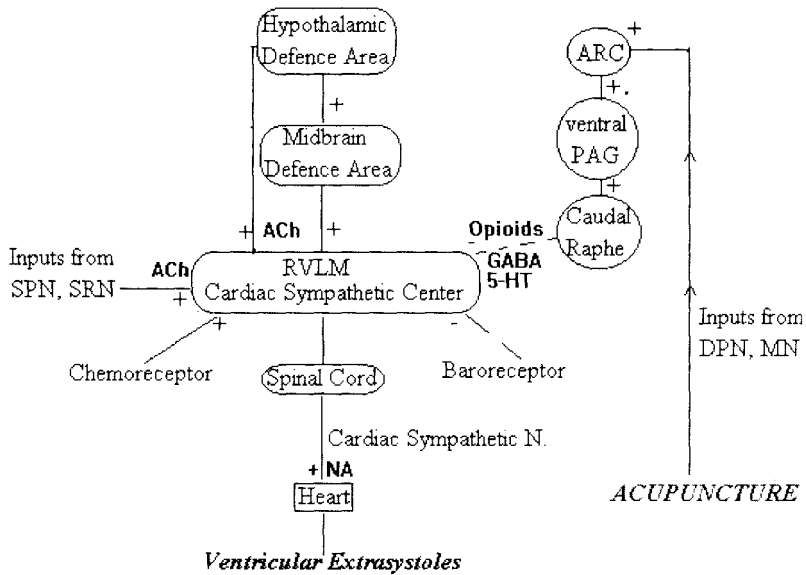 Hypothalamic
Defence Area
+
Midbrain
Defence Area
+ ACh +
Inputs from
SPN, SRN
ACh
+
RVLM
Cardiac Sympathetic Center
+
-
Chemoreceptor
Baroreceptor
Spinal Cord
Cardiac Sympathetic N.
+ NA
Heart
Ventricular Extrasystoles
ARC
+
+.
ventral
PAG
+
Caudal
Raphe
- Opioids
GABA
5-HT
Inputs from
DPN, MN
ACUPUNCTURE